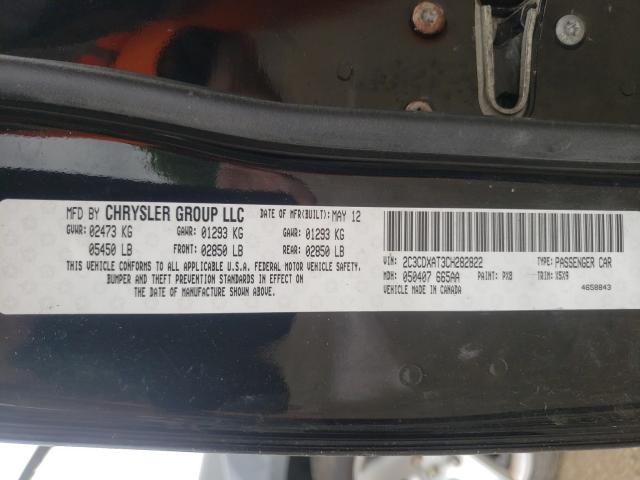 MFD BY CHRYSLER GROUP LLC DATE OF MFR(BUILT): MAY 12
GVWR: 02473 KG GAWR: 01293 KG GAWR: 01293 KG
05450 LB FRONT: 02850 LB REAR: 02850 LB
THIS VEHICLE CONFORMS TO ALL APPLICABLE U.S.A. FEDERAL MOTOR VEHICLE SAFETY,
BUMPER AND THEFT PREVENTION STANDARDS IN EFFECT ON
THE DATE OF MANUFACTURE SHOWN ABOVE.
VIN: 2C3CDXAT3CH282822 TYPE: PASSENGER CAR
MDH: 050407 665AA PAINT: PX8 TRIM: X5X9
VEHICLE MADE IN CANADA 4658843